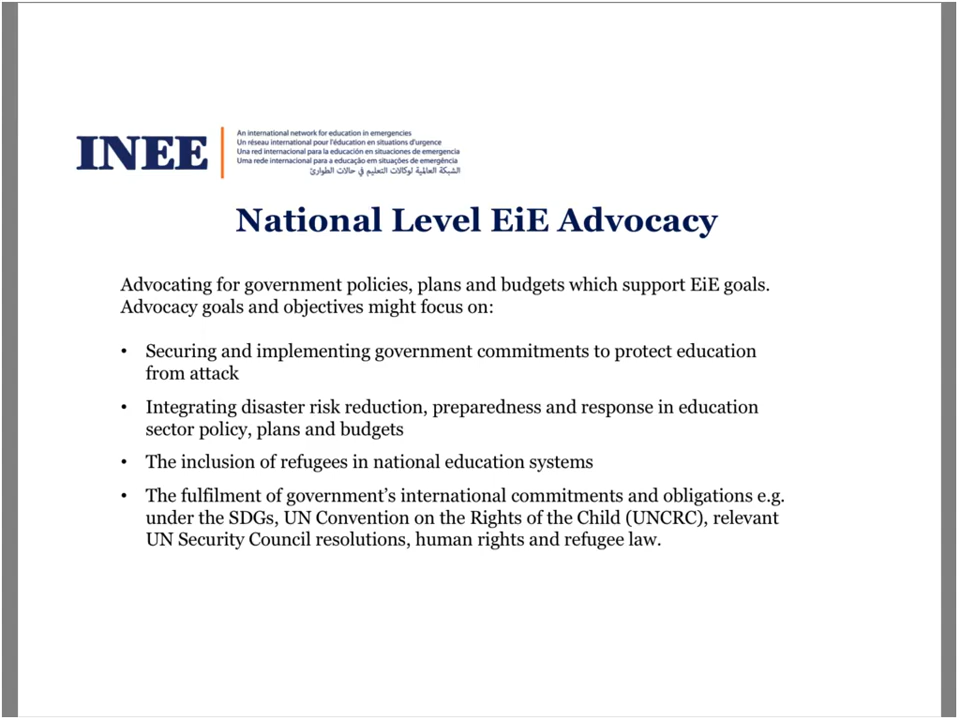 INEE
An international network for education in emergencies
Un réseau international pour l'éducation en situations d'urgence
Una red internacional para la educación en situaciones de emergencia
Uma rede internacional para a educação em situações de emergência
الشبكة العالمية لوكالات التعليم في حالات الطوارئ
National Level EiE Advocacy
Advocating for government policies, plans and budgets which support EiE goals.
Advocacy goals and objectives might focus on:
• Securing and implementing government commitments to protect education
from attack
• Integrating disaster risk reduction, preparedness and response in education
sector policy, plans and budgets
• The inclusion of refugees in national education systems
• The fulfilment of government's international commitments and obligations e.g.
under the SDGs, UN Convention on the Rights of the Child (UNCRC), relevant
UN Security Council resolutions, human rights and refugee law.